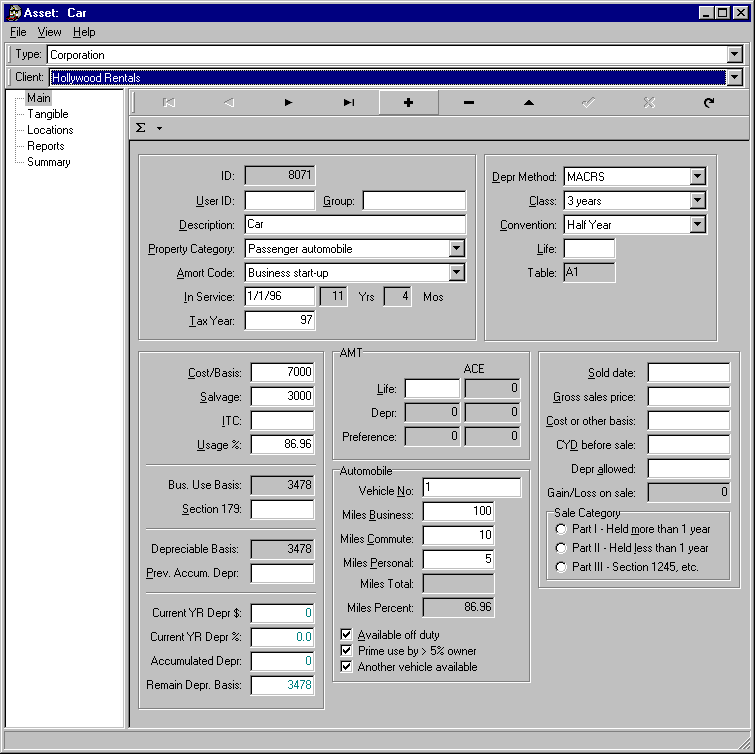 Asset: Car
File View Help
Type: Corporation
Client: Hollywood Rentals
Main
Tangible
Locations
Reports
Summary
Σ
ID: 8071
User ID: Group:
Description: Car
Property Category: Passenger automobile
Amort Code: Business start-up
In Service: 1/1/96 11 Yrs 4 Mos
Tax Year: 97
Depr Method: MACRS
Class: 3 years
Convention: Half Year
Life:
Table: A1
Cost/Basis: 7000
Salvage: 3000
ITC:
Usage %: 86.96
Bus. Use Basis: 3478
Section 179:
Depreciable Basis: 3478
Prev. Accum. Depr:
Current YR Depr $: 0
Current YR Depr %: 0.0
Accumulated Depr: 0
Remain Depr. Basis: 3478
AMT
ACE
Life: 0
Depr: 0 0
Preference: 0 0
Automobile
Vehicle No: 1
Miles Business: 100
Miles Commute: 10
Miles Personal: 5
Miles Total:
Miles Percent: 86.96
Available off duty
Prime use by > 5% owner
Another vehicle available
Sold date:
Gross sales price:
Cost or other basis:
CYD before sale:
Depr allowed:
Gain/Loss on sale: 0
Sale Category
Part I - Held more than 1 year
Part II - Held less than 1 year
Part III - Section 1245, etc.